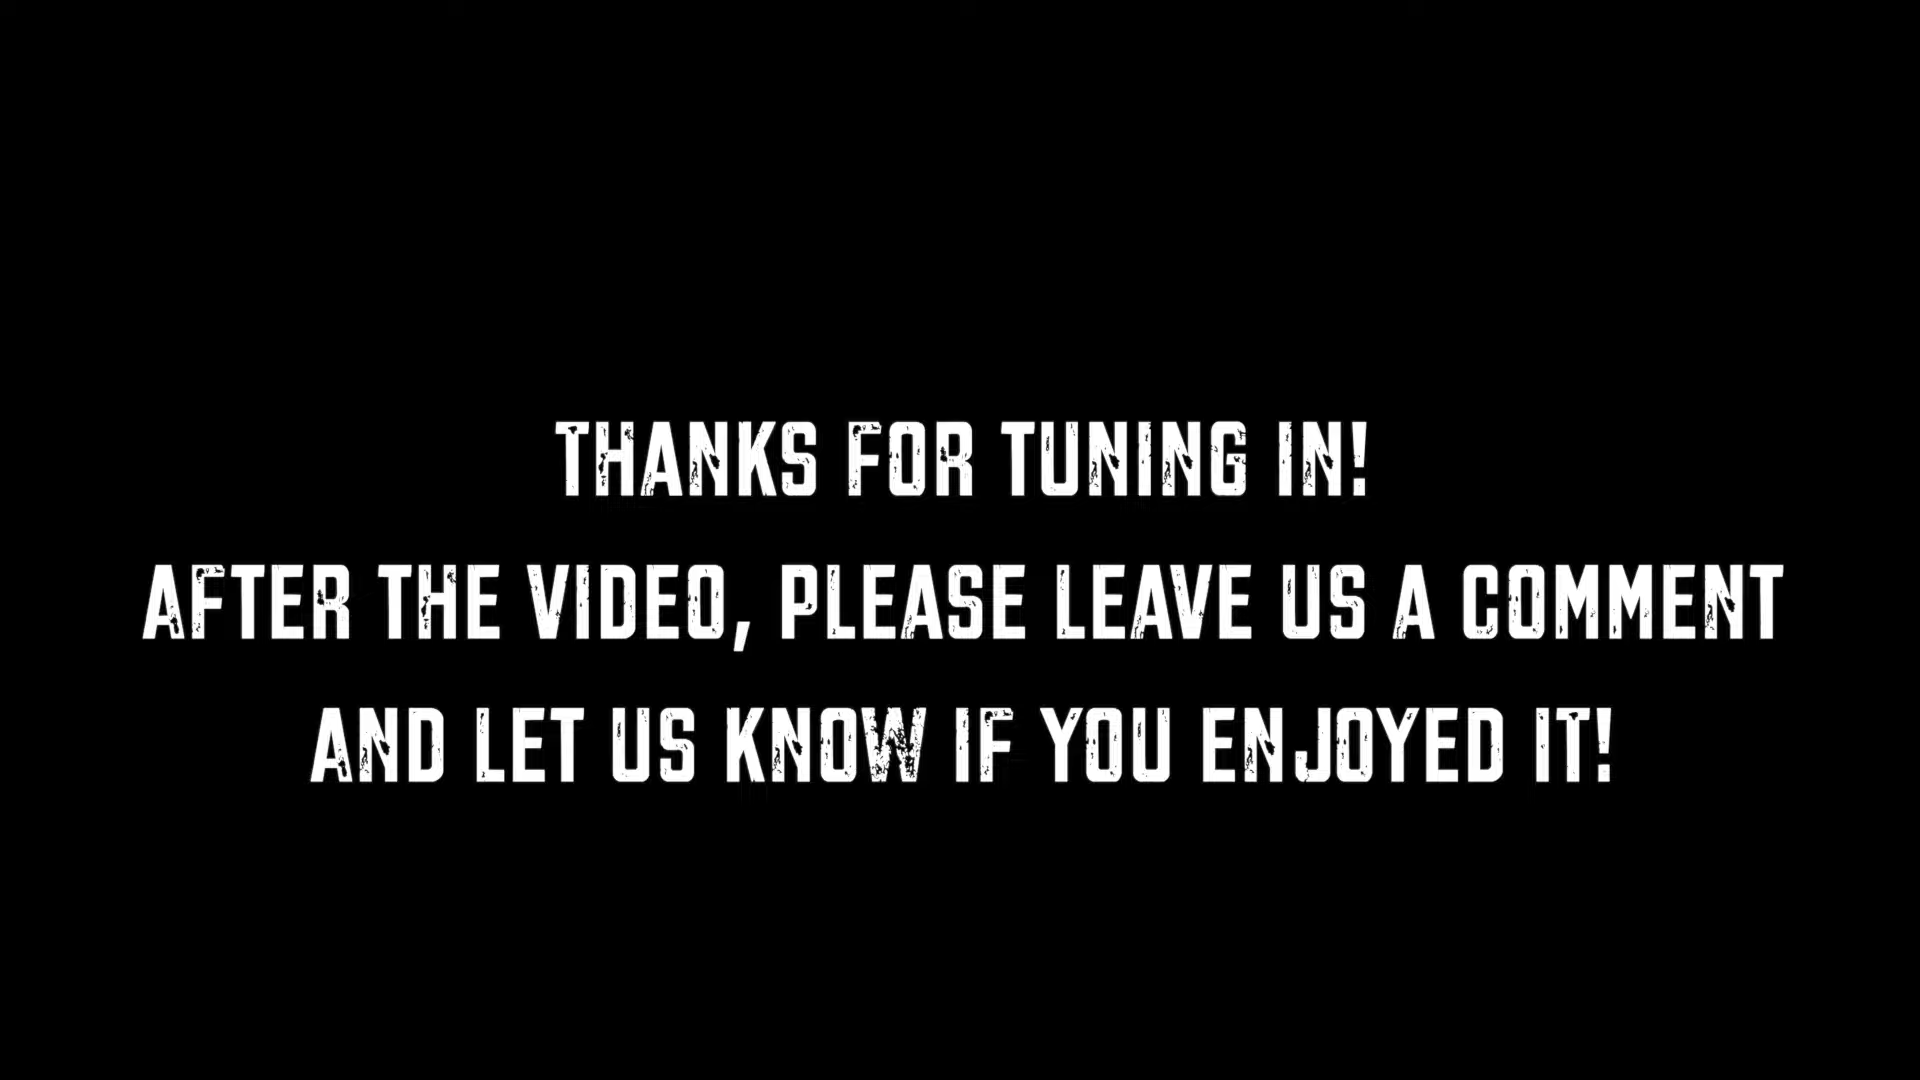 THANKS FOR TUNING IN!
AFTER THE VIDEO, PLEASE LEAVE US A COMMENT
AND LET US KNOW IF YOU ENJOYED IT!